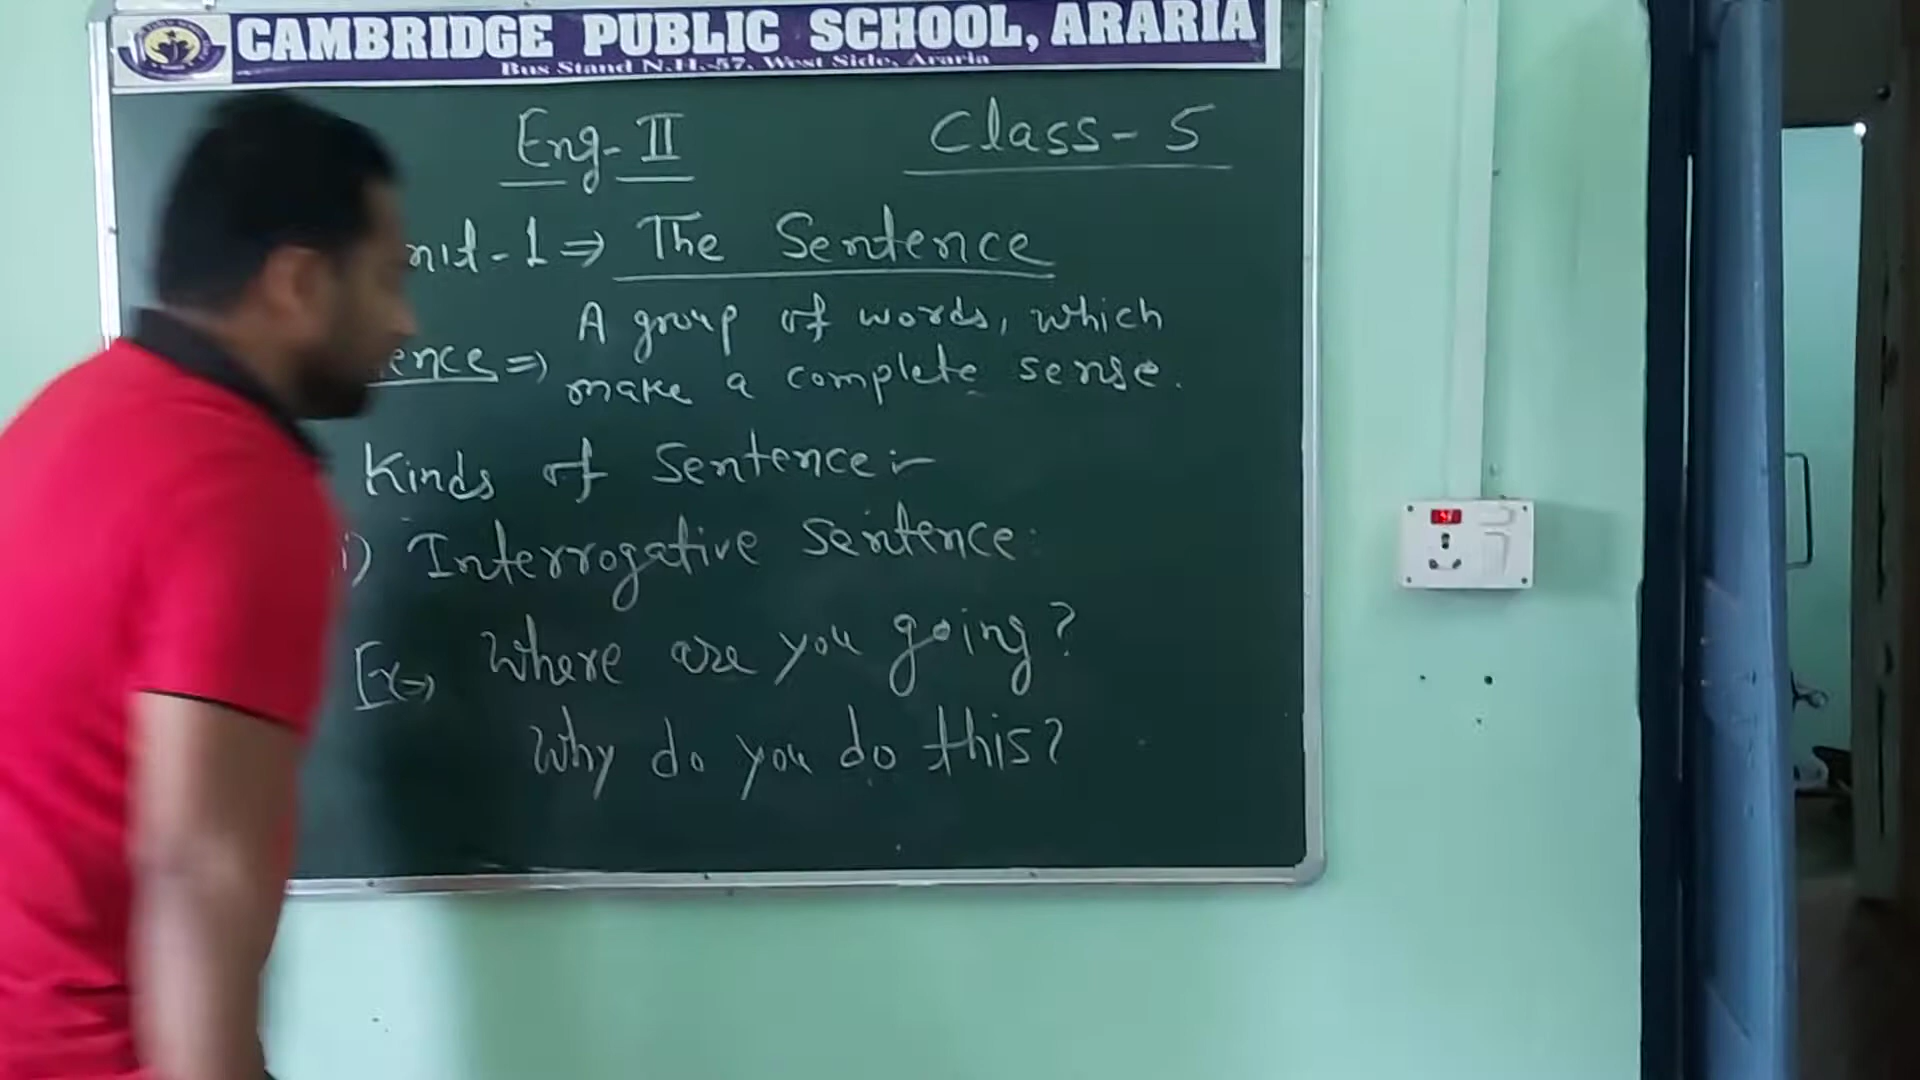 CAMBRIDGE PUBLIC SCHOOL, ARARIA
Bus Stand N.H.-57, West Side, Araria
Eng-II
Class-5
nit-1 ⇒ The Sentence
A group of words, which
ence ⇒ make a complete sense.
Kinds of Sentence:-
i) Interrogative Sentence:
Ex⇒ Where are you going?
Why do you do this?